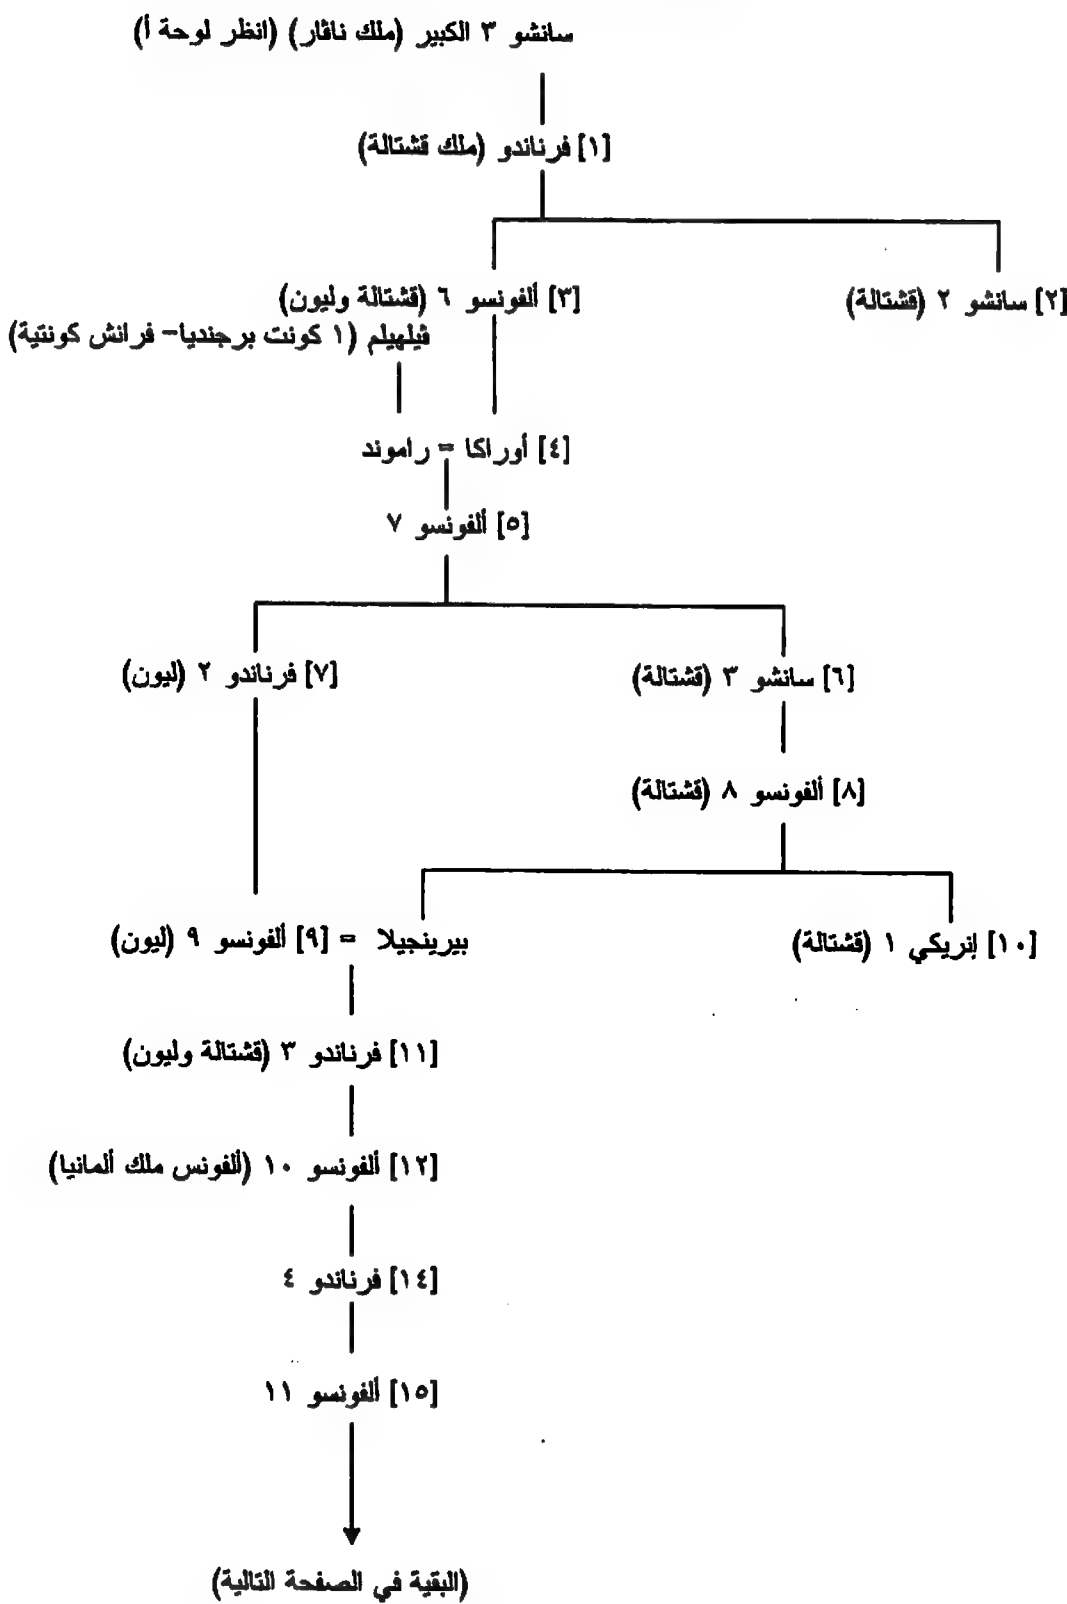 سانشو ٣ الكبير (ملك ناڤار) (انظر لوحة أ)
[١] فرناندو (ملك قشتالة)
[٢] سانشو ٢ (قشتالة)
[٣] ألفونسو ٦ (قشتالة وليون)
ڤيلهيلم (١ كونت برجنديا- فرانش كونتية)
[٤] أوراكا = راموند
[٥] ألفونسو ٧
[٦] سانشو ٣ (قشتالة)
[٧] فرناندو ٢ (ليون)
[٨] ألفونسو ٨ (قشتالة)
[١٠] إنريكي ١ (قشتالة)
بيرينجيلا = [٩] ألفونسو ٩ (ليون)
[١١] فرناندو ٣ (قشتالة وليون)
[١٢] ألفونسو ١٠ (ألفونس ملك ألمانيا)
[١٤] فرناندو ٤
[١٥] ألفونسو ١١
(البقية في الصفحة التالية)